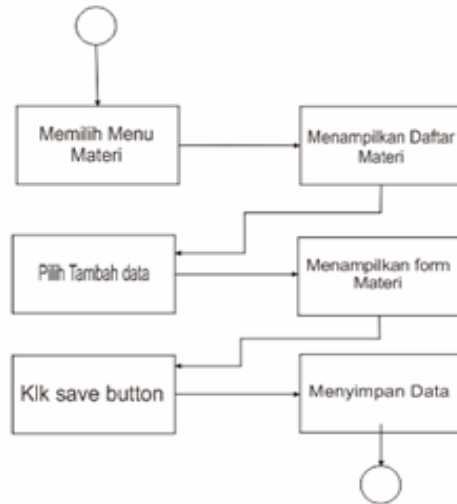 Memilih Menu
Materi
Menampilkan Daftar
Materi
Pilih Tambah data
Menampilkan form
Materi
Klk save button
Menyimpan Data